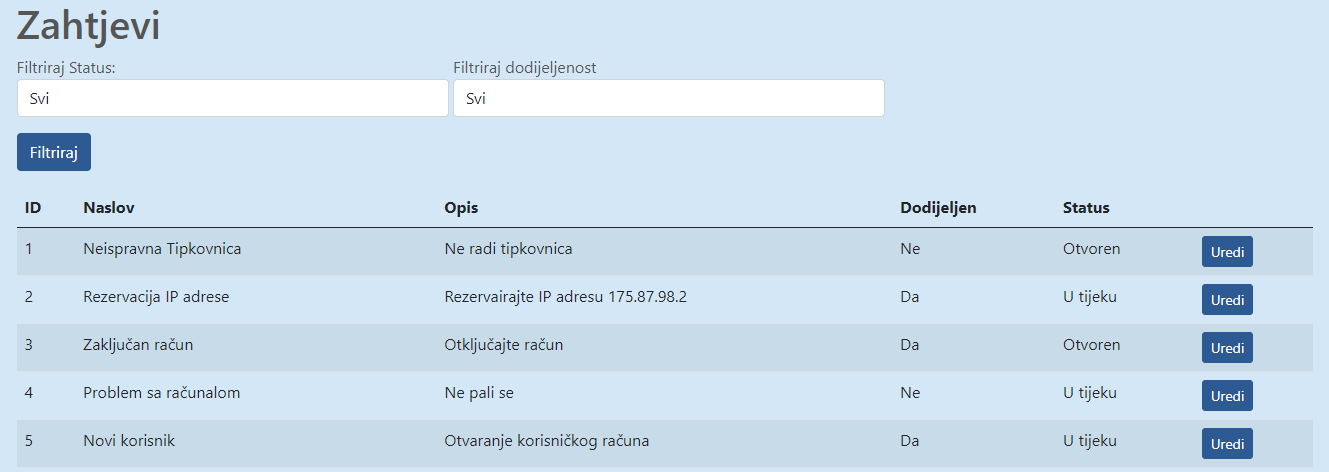 Zahtjevi
Filtriraj Status: Filtriraj dodijeljenost
Svi Svi
Filtriraj
ID Naslov Opis Dodijeljen Status
1 Neispravna Tipkovnica Ne radi tipkovnica Ne Otvoren Uredi
2 Rezervacija IP adrese Rezervairajte IP adresu 175.87.98.2 Da U tijeku Uredi
3 Zaključan račun Otključajte račun Da Otvoren Uredi
4 Problem sa računalom Ne pali se Ne U tijeku Uredi
5 Novi korisnik Otvaranje korisničkog računa Da U tijeku Uredi